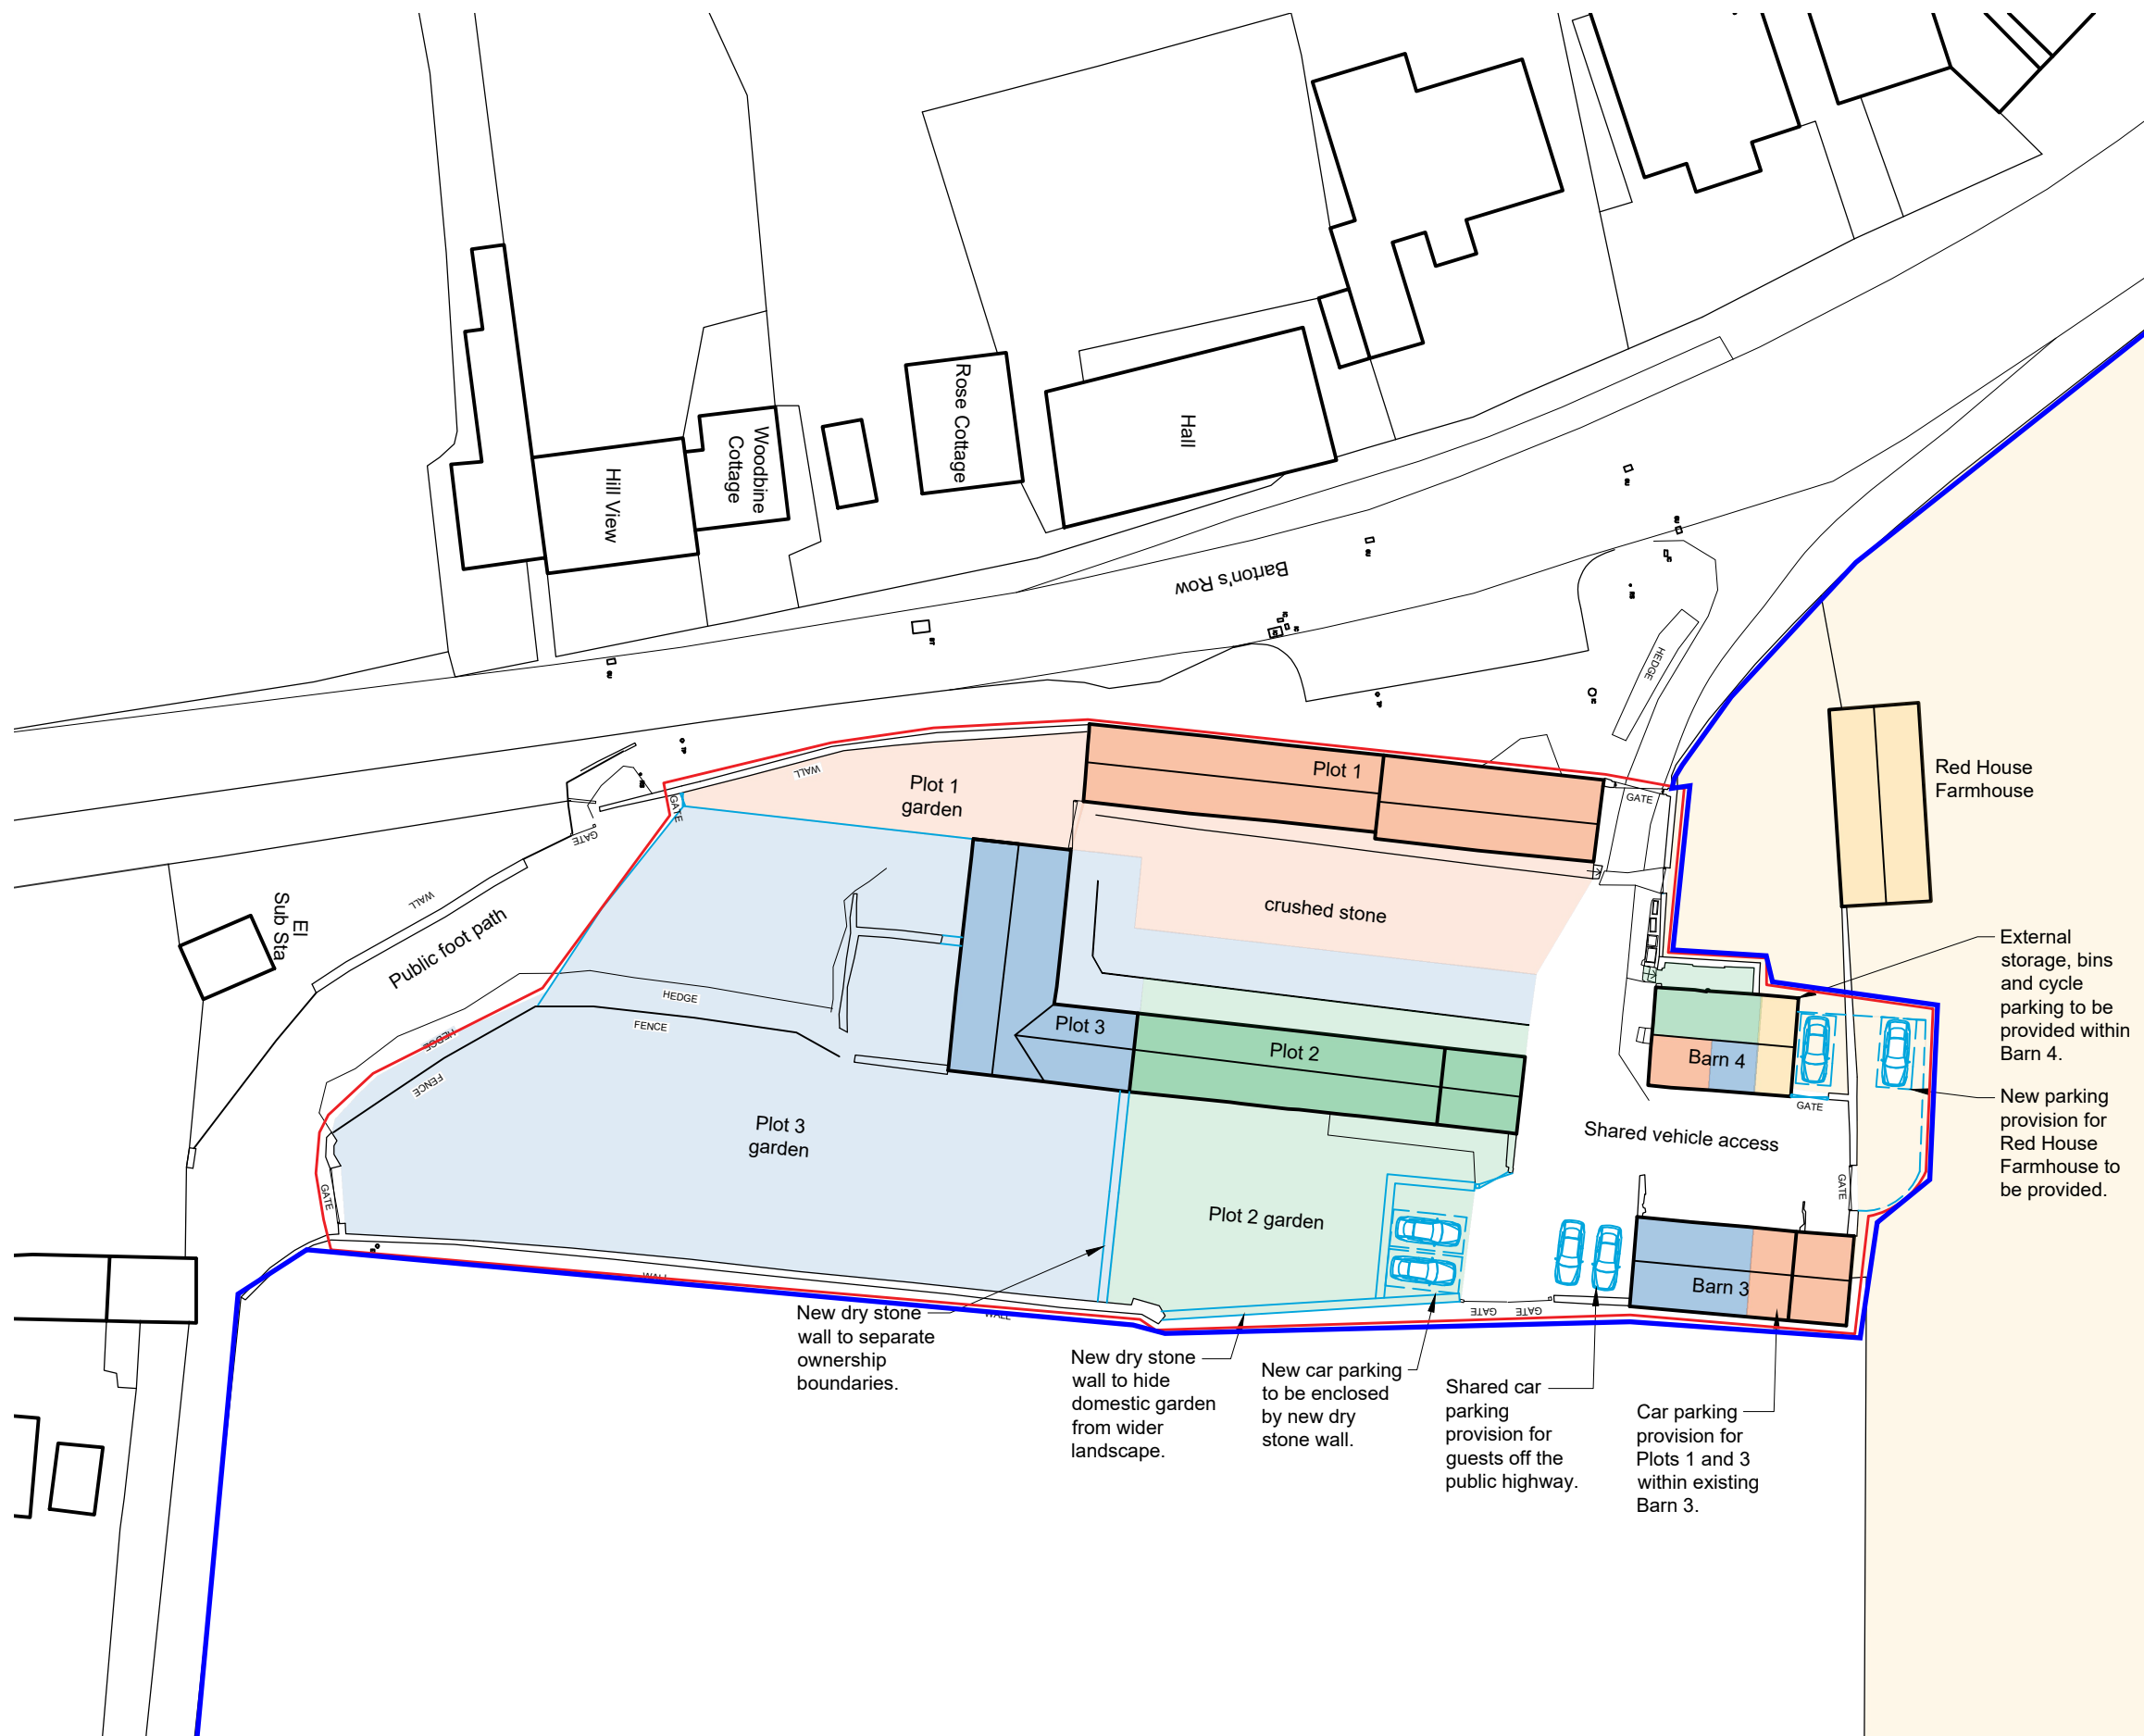 Rose Cottage
Hall
Woodbine
Cottage
Hill View
Barton's Row
HEDGE
Red House
Farmhouse
WALL
Plot 1
garden
Plot 1
GATE
GATE
GATE
WALL
El
Sub Sta
Public foot path
crushed stone
External
storage, bins
and cycle
parking to be
provided within
Barn 4.
HEDGE
FENCE
HEDGE
FENCE
Plot 3
Plot 2
Barn 4
GATE
New parking
provision for
Red House
Farmhouse to
be provided.
Plot 3
garden
Shared vehicle access
GATE
GATE
Plot 2 garden
Barn 3
WALL
WALL
GATE
GATE
New dry stone
wall to separate
ownership
boundaries.
New dry stone
wall to hide
domestic garden
from wider
landscape.
New car parking
to be enclosed
by new dry
stone wall.
Shared car
parking
provision for
guests off the
public highway.
Car parking
provision for
Plots 1 and 3
within existing
Barn 3.